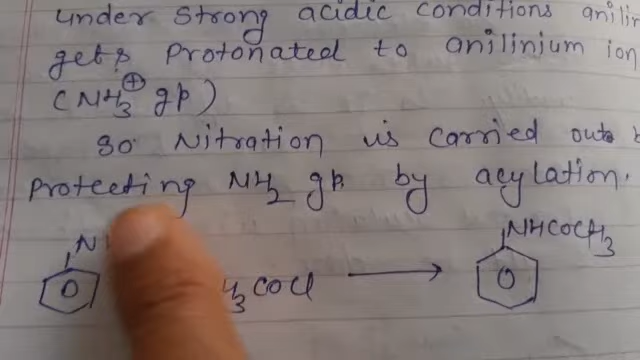 under strong acidic conditions
gets Protonated to anilinium ion
(NH3⊕ gp)
so Nitration is carried out
Protecting NH2 gp by acylation.
NHCOCH3
COCl